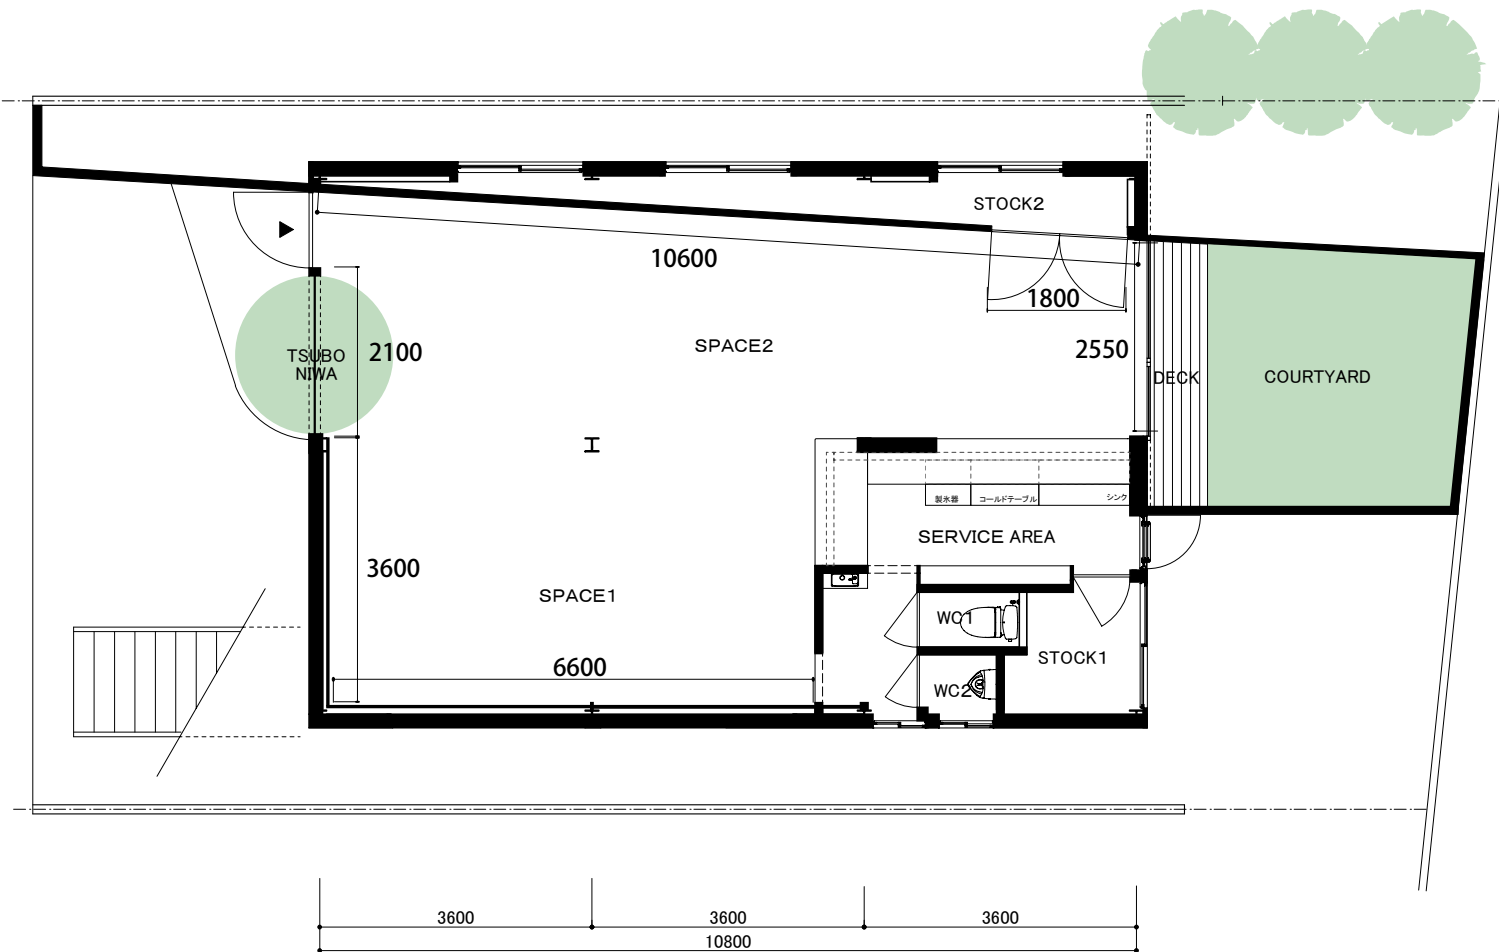 STOCK2
10600
1800
SPACE2
2100
2550
TSUBO
NIWA
DECK
COURTYARD
製氷器
コールドテーブル
シンク
SERVICE AREA
3600
SPACE1
WC1
STOCK1
6600
WC2
3600
3600
3600
10800